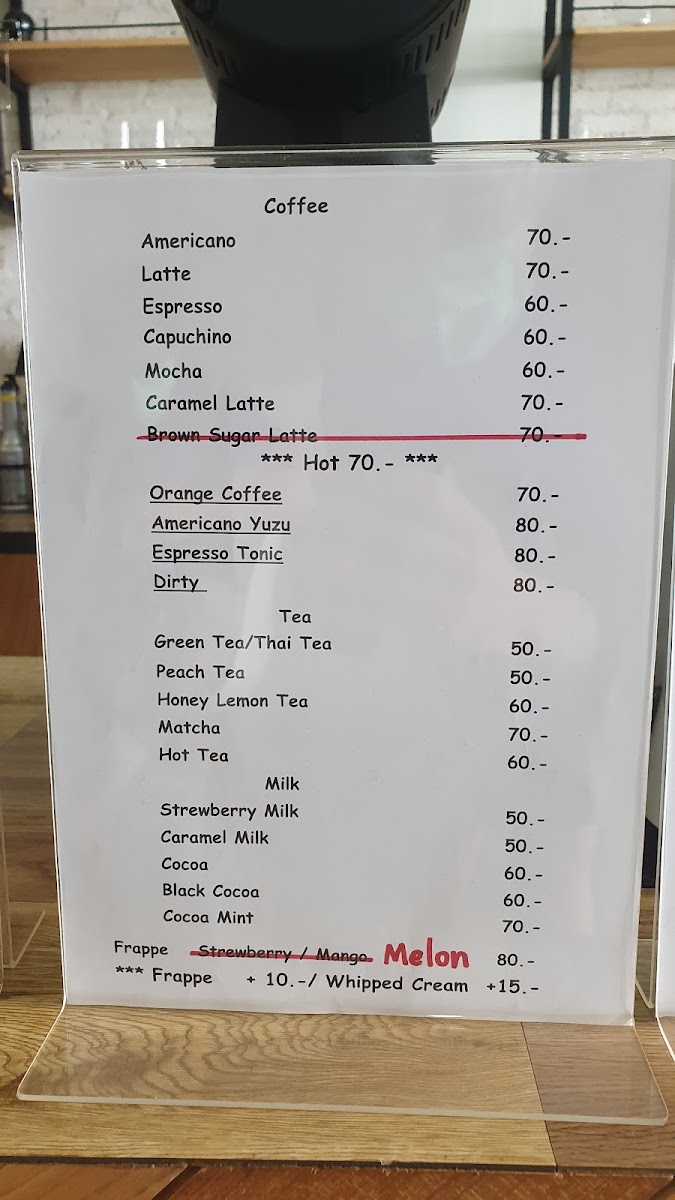 Coffee
Americano 70.-
Latte 70.-
Espresso 60.-
Capuchino 60.-
Mocha 60.-
Caramel Latte 70.-
Brown Sugar Latte 70.-
*** Hot 70.- ***
Orange Coffee 70.-
Americano Yuzu 80.-
Espresso Tonic 80.-
Dirty 80.-
Tea
Green Tea/Thai Tea 50.-
Peach Tea 50.-
Honey Lemon Tea 60.-
Matcha 70.-
Hot Tea 60.-
Milk
Strewberry Milk 50.-
Caramel Milk 50.-
Cocoa 60.-
Black Cocoa 60.-
Cocoa Mint 70.-
Frappe Strewberry / Mango Melon 80.-
*** Frappe + 10.-/ Whipped Cream +15.-